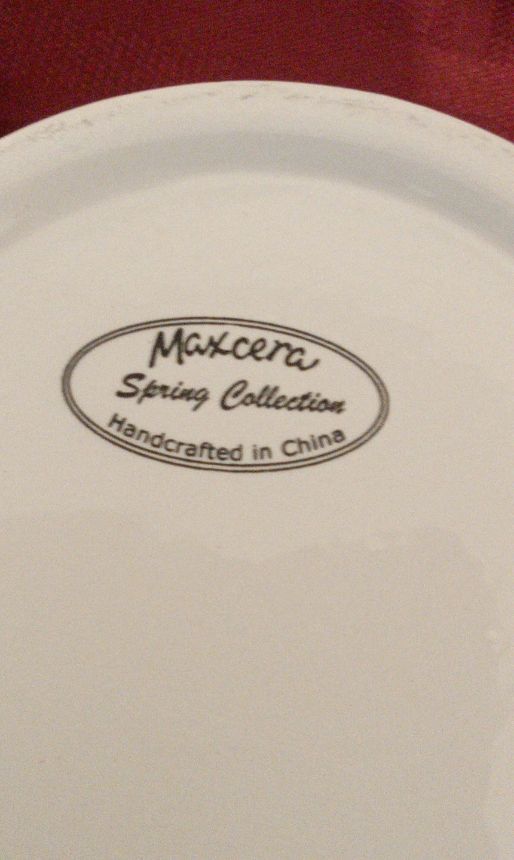 Maxcera
Spring Collection
Handcrafted in China